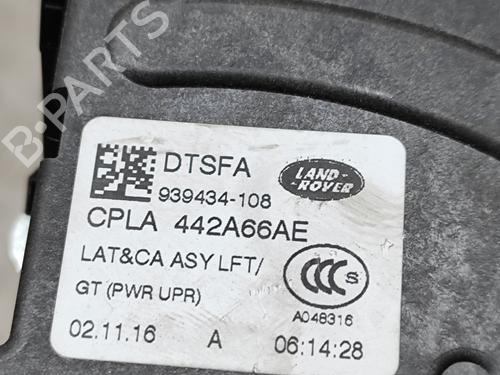 B-PARTS
DTSFA
939434-108
LAND-
-ROVER
CPLA 442A66AE
LAT&CA ASY LFT/
GT (PWR UPR)
CCC S
A048316
02.11.16 A 06:14:28